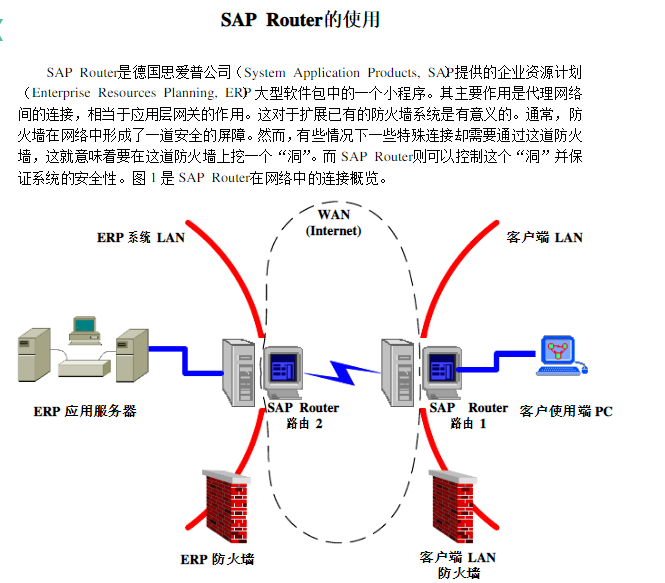 SAP Router的使用
SAP Router是德国思爱普公司（System Application Products, SAP提供的企业资源计划
（Enterprise Resources Planning, ERP 大型软件包中的一个小程序。其主要作用是代理网络
间的连接，相当于应用层网关的作用。这对于扩展已有的防火墙系统是有意义的。通常，防
火墙在网络中形成了一道安全的屏障。然而，有些情况下一些特殊连接却需要通过这道防火
墙，这就意味着要在这道防火墙上挖一个“洞”。而 SAP Router则可以控制这个“洞”并保
证系统的安全性。图 1 是 SAP Router在网络中的连接概览。
WAN
(Internet)
ERP 系统 LAN
客户端 LAN
ERP 应用服务器
SAP Router
路由 2
SAP Router
路由 1
客户使用端 PC
ERP 防火墙
客户端 LAN
防火墙